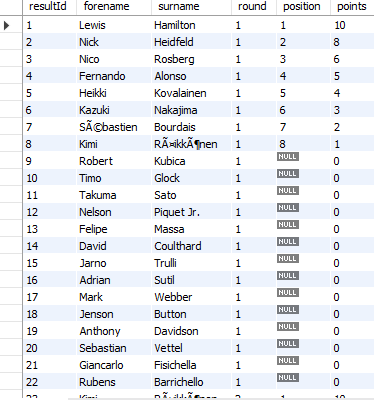 resultId forename surname round position points
1 Lewis Hamilton 1 1 10
2 Nick Heidfeld 1 2 8
3 Nico Rosberg 1 3 6
4 Fernando Alonso 1 4 5
5 Heikki Kovalainen 1 5 4
6 Kazuki Nakajima 1 6 3
7 SÃ©bastien Bourdais 1 7 2
8 Kimi RÃ¤ikkÃ¶nen 1 8 1
9 Robert Kubica 1 NULL 0
10 Timo Glock 1 NULL 0
11 Takuma Sato 1 NULL 0
12 Nelson Piquet Jr. 1 NULL 0
13 Felipe Massa 1 NULL 0
14 David Coulthard 1 NULL 0
15 Jarno Trulli 1 NULL 0
16 Adrian Sutil 1 NULL 0
17 Mark Webber 1 NULL 0
18 Jenson Button 1 NULL 0
19 Anthony Davidson 1 NULL 0
20 Sebastian Vettel 1 NULL 0
21 Giancarlo Fisichella 1 NULL 0
22 Rubens Barrichello 1 NULL 0